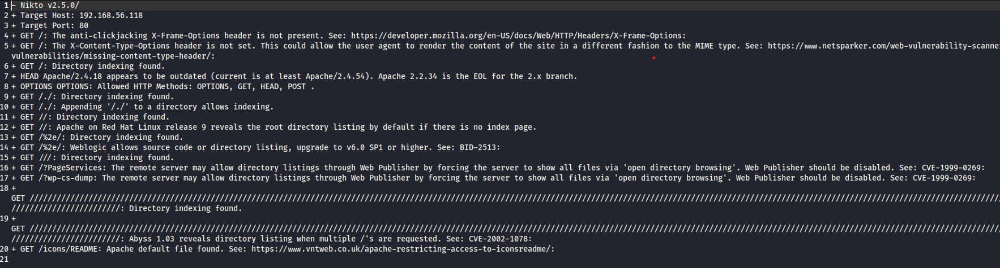 1 - Nikto v2.5.0/
2 + Target Host: 192.168.56.118
3 + Target Port: 80
4 + GET /: The anti-clickjacking X-Frame-Options header is not present. See: https://developer.mozilla.org/en-US/docs/Web/HTTP/Headers/X-Frame-Options:
5 + GET /: The X-Content-Type-Options header is not set. This could allow the user agent to render the content of the site in a different fashion to the MIME type. See: https://www.netsparker.com/web-vulnerability-scanne
vulnerabilities/missing-content-type-header/:
6 + GET /: Directory indexing found.
7 + HEAD Apache/2.4.18 appears to be outdated (current is at least Apache/2.4.54). Apache 2.2.34 is the EOL for the 2.x branch.
8 + OPTIONS OPTIONS: Allowed HTTP Methods: OPTIONS, GET, HEAD, POST .
9 + GET /./: Directory indexing found.
10 + GET /./: Appending '/./' to a directory allows indexing.
11 + GET //: Directory indexing found.
12 + GET //: Apache on Red Hat Linux release 9 reveals the root directory listing by default if there is no index page.
13 + GET /%2e/: Directory indexing found.
14 + GET /%2e/: Weblogic allows source code or directory listing, upgrade to v6.0 SP1 or higher. See: BID-2513:
15 + GET ///: Directory indexing found.
16 + GET /?PageServices: The remote server may allow directory listings through Web Publisher by forcing the server to show all files via 'open directory browsing'. Web Publisher should be disabled. See: CVE-1999-0269:
17 + GET /?wp-cs-dump: The remote server may allow directory listings through Web Publisher by forcing the server to show all files via 'open directory browsing'. Web Publisher should be disabled. See: CVE-1999-0269:
18 +
GET //////////////////////////////////////////////////////////////////////////////////////////////////////////////////////////////////////////////////////////////////////////////////////////////////////////////////////
////////////////////////: Directory indexing found.
19 +
GET //////////////////////////////////////////////////////////////////////////////////////////////////////////////////////////////////////////////////////////////////////////////////////////////////////////////////////
////////////////////////: Abyss 1.03 reveals directory listing when multiple /'s are requested. See: CVE-2002-1078:
20 + GET /icons/README: Apache default file found. See: https://www.vntweb.co.uk/apache-restricting-access-to-iconsreadme/:
21